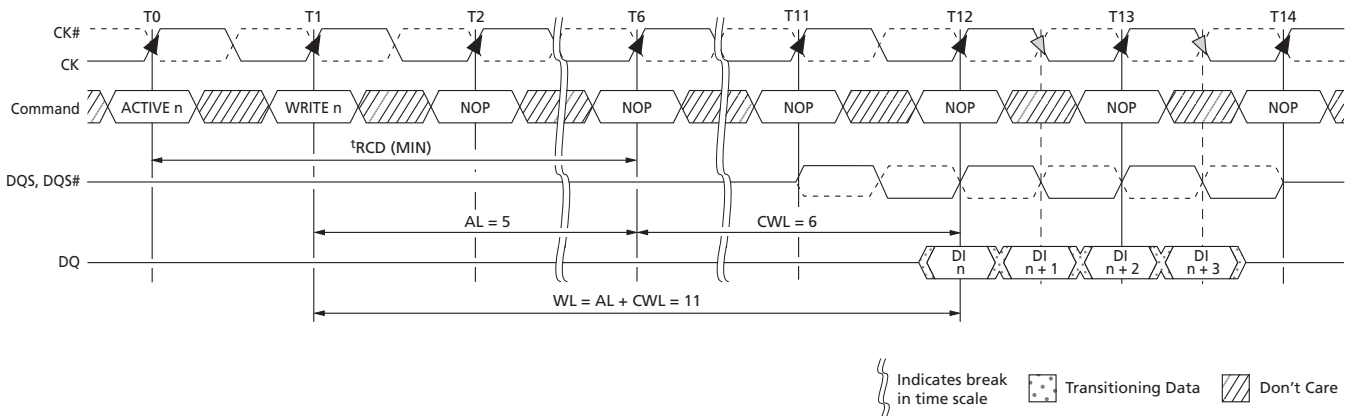 T0 T1 T2 T6 T11 T12 T13 T14
CK#
CK
Command ACTIVE n WRITE n NOP NOP NOP NOP NOP NOP
tRCD (MIN)
DQS, DQS#
AL = 5 CWL = 6
DQ DI n DI n + 1 DI n + 2 DI n + 3
WL = AL + CWL = 11
Indicates break in time scale Transitioning Data Don't Care